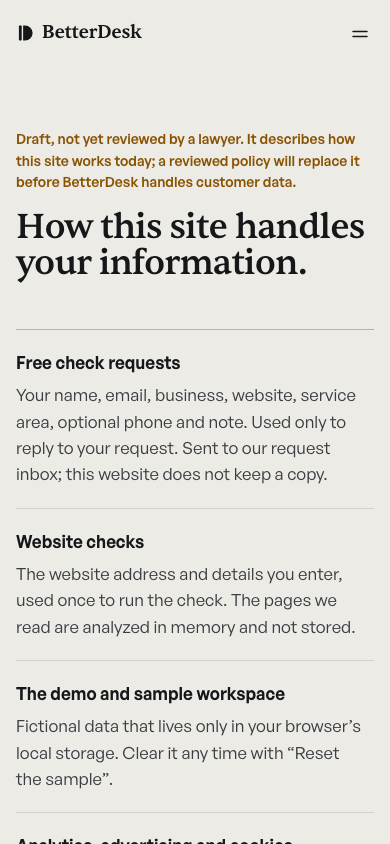 BetterDesk
Draft, not yet reviewed by a lawyer. It describes how
this site works today; a reviewed policy will replace it
before BetterDesk handles customer data.
How this site handles
your information.
Free check requests
Your name, email, business, website, service
area, optional phone and note. Used only to
reply to your request. Sent to our request
inbox; this website does not keep a copy.
Website checks
The website address and details you enter,
used once to run the check. The pages we
read are analyzed in memory and not stored.
The demo and sample workspace
Fictional data that lives only in your browser’s
local storage. Clear it any time with “Reset
the sample”.
Analytics, advertising and cookies